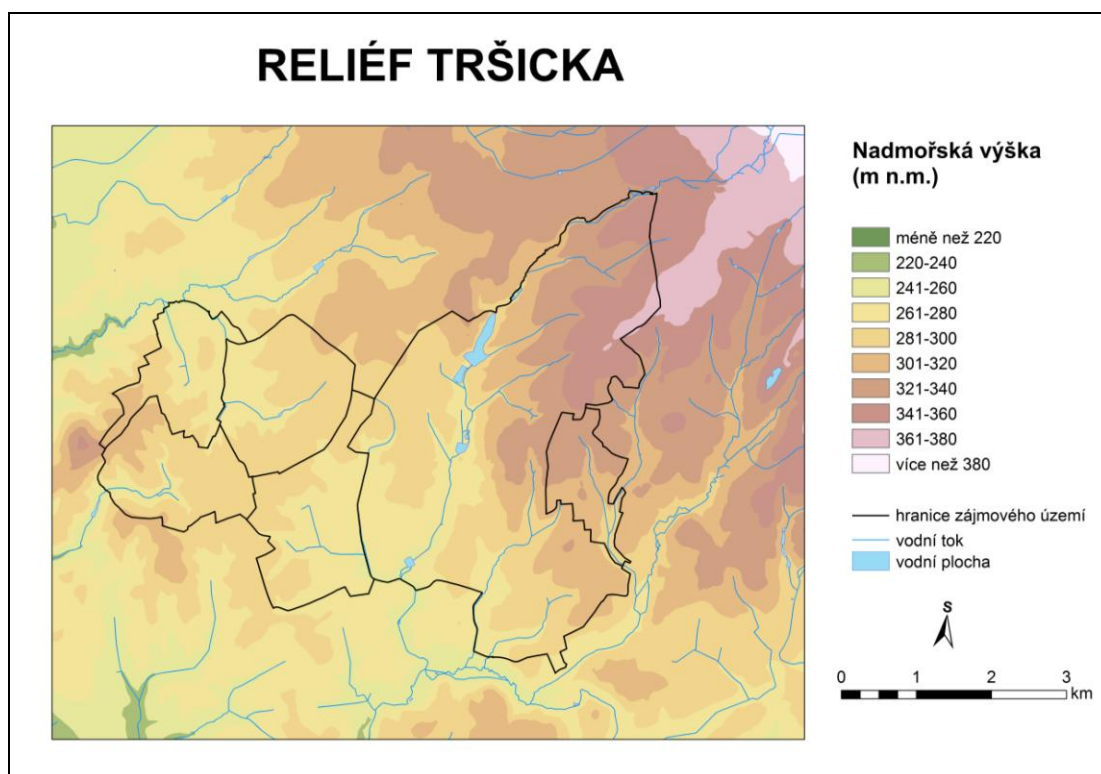 RELIÉF TRŠICKA
Nadmořská výška
(m n.m.)
méně než 220
220-240
241-260
261-280
281-300
301-320
321-340
341-360
361-380
více než 380
hranice zájmového území
vodní tok
vodní plocha
S
0 1 2 3
km